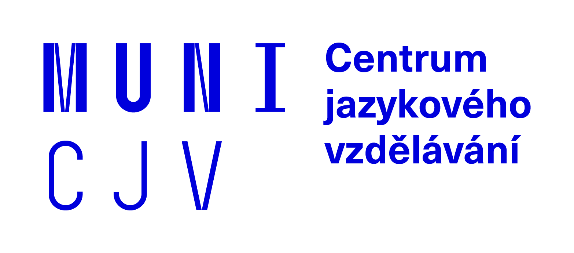 MUNI
CJV
Centrum
jazykového
vzdělávání